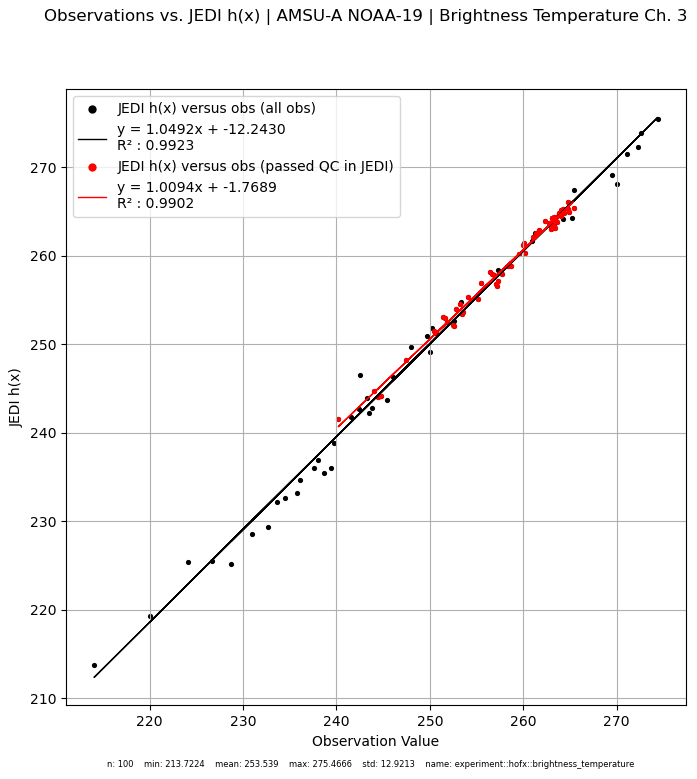 Observations vs. JEDI h(x) | AMSU-A NOAA-19 | Brightness Temperature Ch. 3
JEDI h(x) versus obs (all obs)
y = 1.0492x + -12.2430
R² : 0.9923
JEDI h(x) versus obs (passed QC in JEDI)
y = 1.0094x + -1.7689
R² : 0.9902
JEDI h(x)
270
260
250
240
230
220
210
220 230 240 250 260 270
Observation Value
n: 100 min: 213.7224 mean: 253.539 max: 275.4666 std: 12.9213 name: experiment::hofx::brightness_temperature